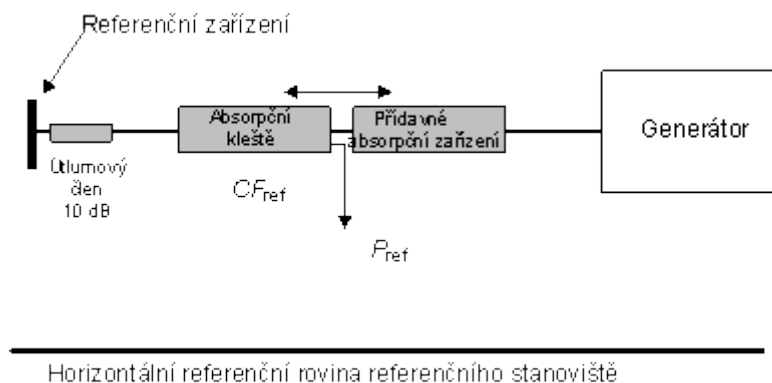 Referenční zařízení
Absorpční
kleště
Přídavné
absorpční zařízení
Generátor
Útlumový
člen
10 dB
CFref
Pref
Horizontální referenční rovina referenčního stanoviště